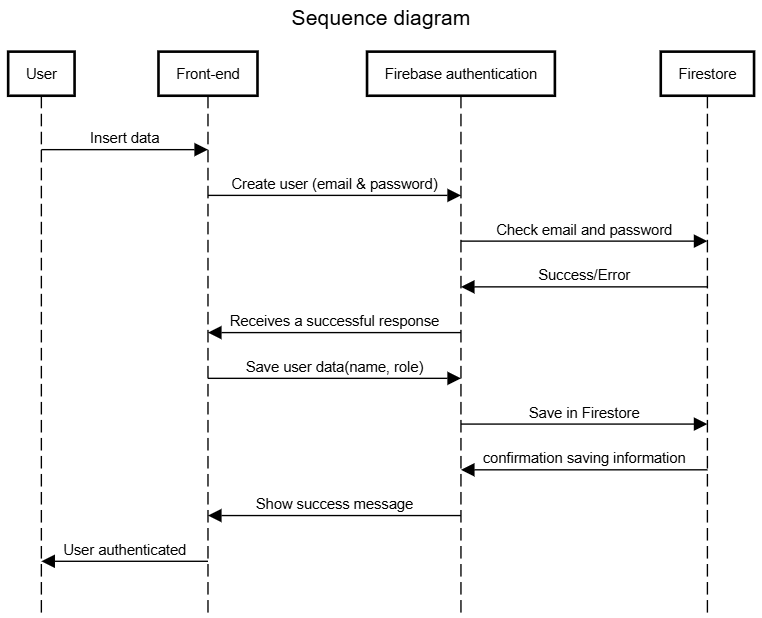 Sequence diagram
User
Front-end
Firebase authentication
Firestore
Insert data
Create user (email & password)
Check email and password
Success/Error
Receives a successful response
Save user data(name, role)
Save in Firestore
confirmation saving information
Show success message
User authenticated